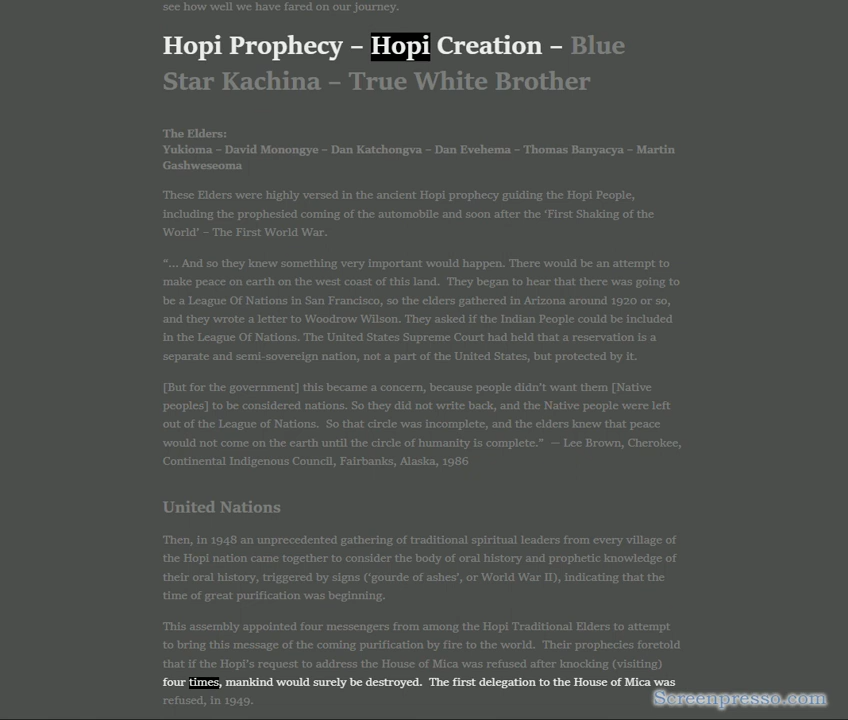 see how well we have fared on our journey.
Hopi Prophecy – Hopi Creation – Blue
Star Kachina – True White Brother
The Elders:
Yukioma – David Monongye – Dan Katchongva – Dan Evehema – Thomas Banyacya – Martin
Gashweseoma
These Elders were highly versed in the ancient Hopi prophecy guiding the Hopi People,
including the prophesied coming of the automobile and soon after the ‘First Shaking of the
World’ – The First World War.
“… And so they knew something very important would happen. There would be an attempt to
make peace on earth on the west coast of this land.  They began to hear that there was going to
be a League Of Nations in San Francisco, so the elders gathered in Arizona around 1920 or so,
and they wrote a letter to Woodrow Wilson. They asked if the Indian People could be included
in the League Of Nations. The United States Supreme Court had held that a reservation is a
separate and semi-sovereign nation, not a part of the United States, but protected by it.
[But for the government] this became a concern, because people didn’t want them [Native
peoples] to be considered nations. So they did not write back, and the Native people were left
out of the League of Nations.  So that circle was incomplete, and the elders knew that peace
would not come on the earth until the circle of humanity is complete.”  — Lee Brown, Cherokee,
Continental Indigenous Council, Fairbanks, Alaska, 1986
United Nations
Then, in 1948 an unprecedented gathering of traditional spiritual leaders from every village of
the Hopi nation came together to consider the body of oral history and prophetic knowledge of
their oral history, triggered by signs (‘gourde of ashes’, or World War II), indicating that the
time of great purification was beginning.
This assembly appointed four messengers from among the Hopi Traditional Elders to attempt
to bring this message of the coming purification by fire to the world.  Their prophecies foretold
that if the Hopi’s request to address the House of Mica was refused after knocking (visiting)
four times, mankind would surely be destroyed.  The first delegation to the House of Mica was
refused, in 1949.
Screenpresso.com